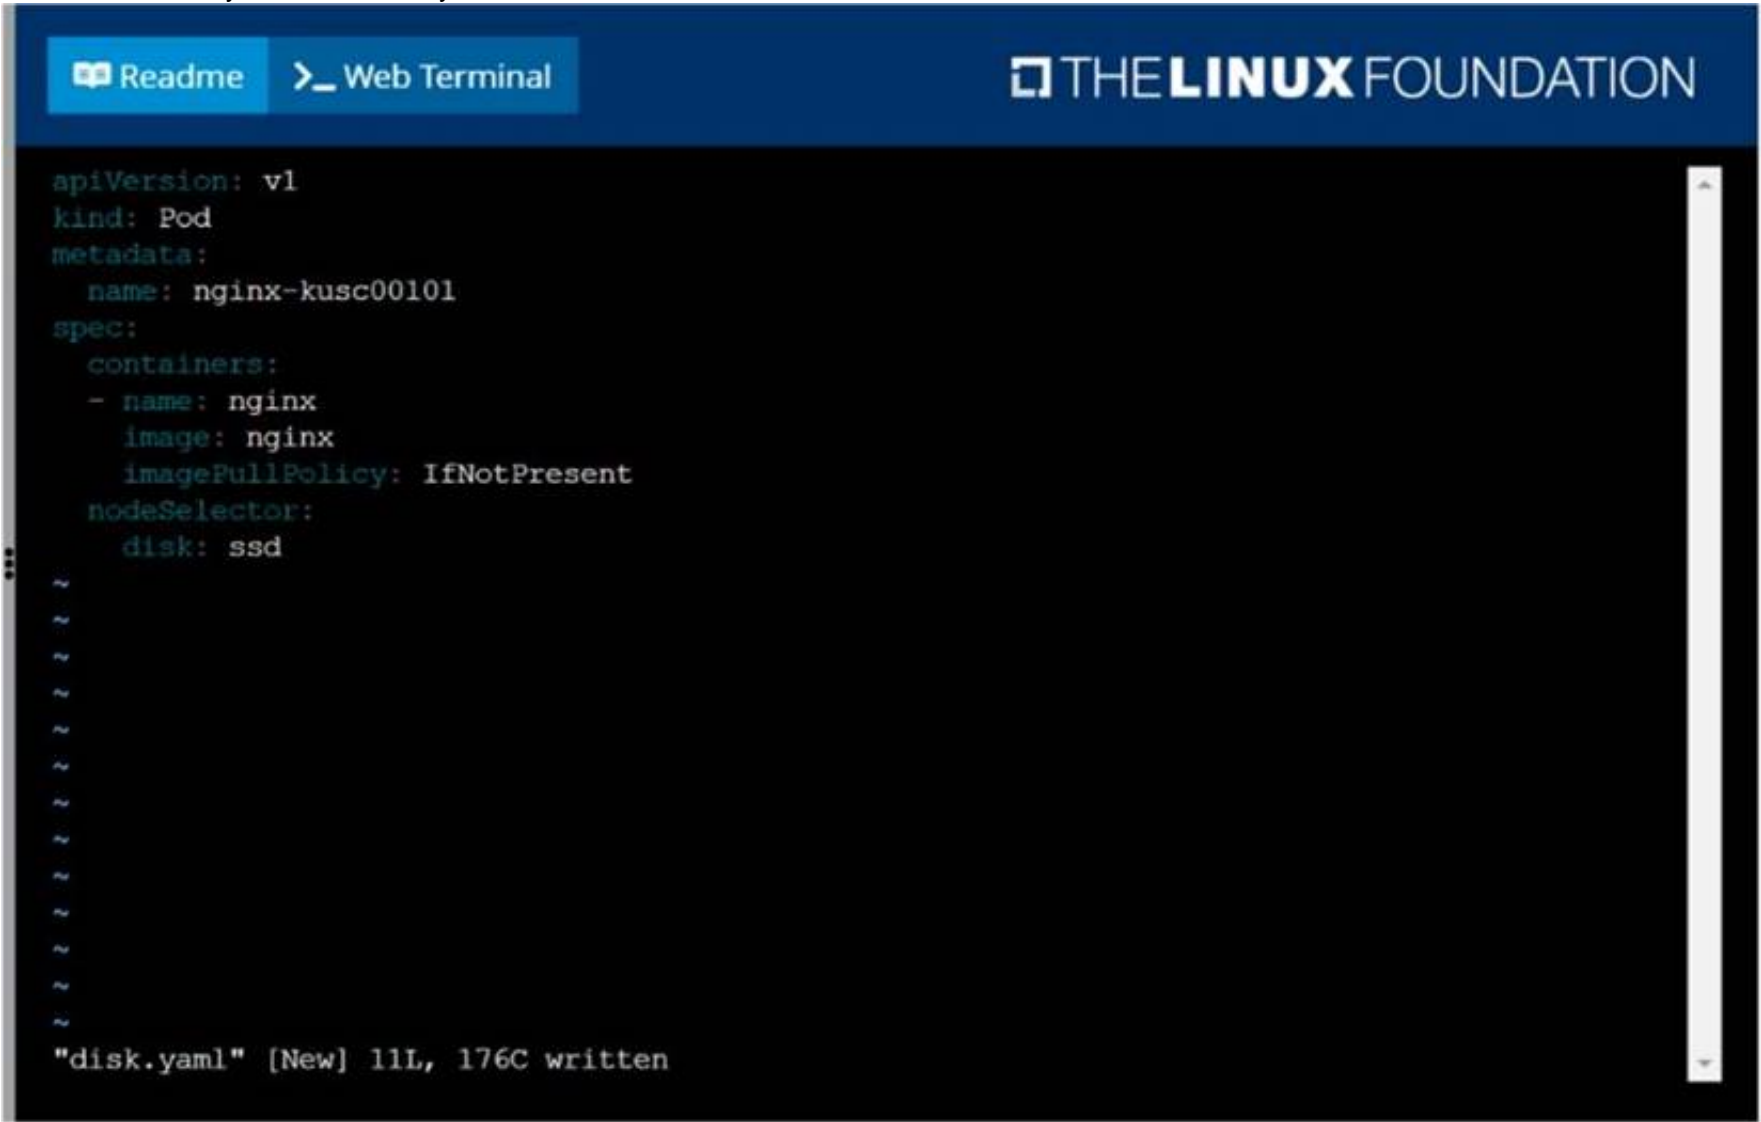 Readme >_ Web Terminal THE LINUX FOUNDATION
apiVersion: v1
kind: Pod
metadata:
  name: nginx-kusc00101
spec:
  containers:
  - name: nginx
    image: nginx
    imagePullPolicy: IfNotPresent
  nodeSelector:
    disk: ssd
~
~
~
~
~
~
~
~
~
~
~
~
~
"disk.yaml" [New] 11L, 176C written